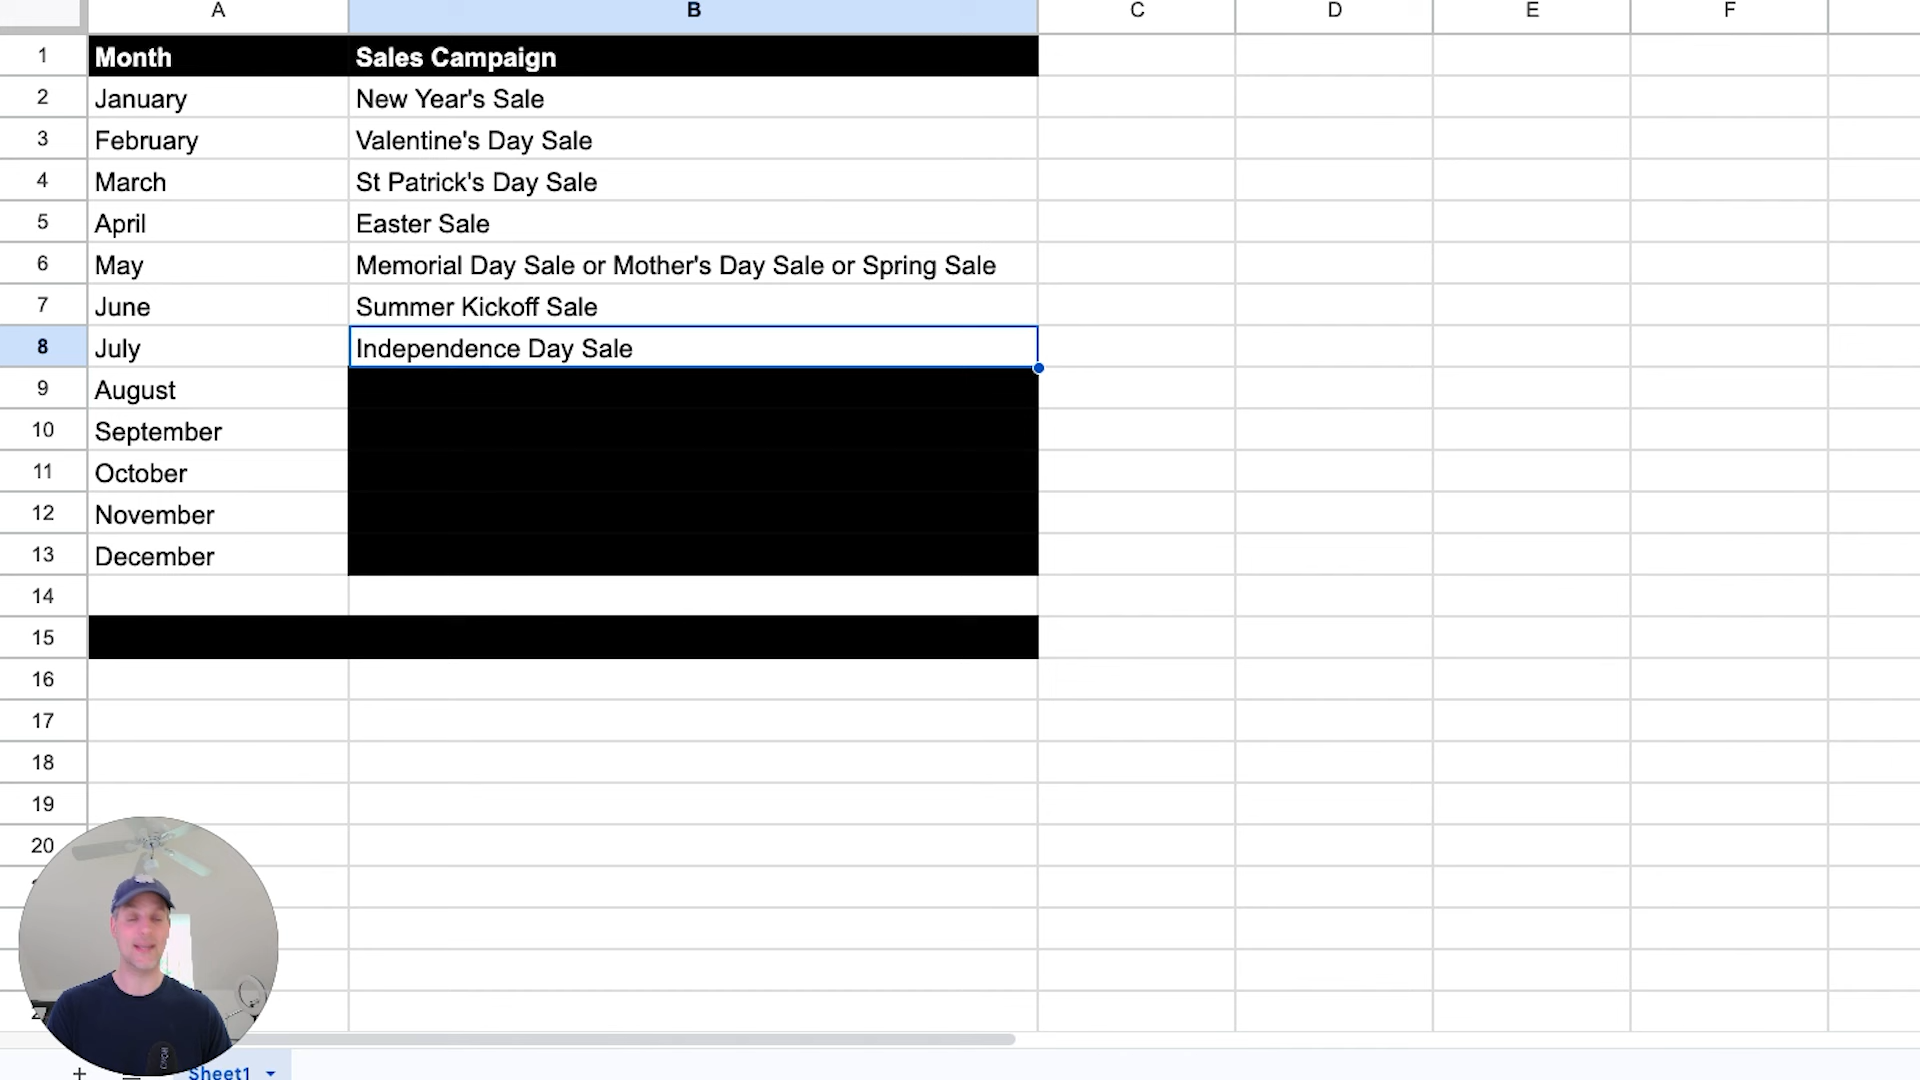 A B C D E F
1 Month Sales Campaign
2 January New Year's Sale
3 February Valentine's Day Sale
4 March St Patrick's Day Sale
5 April Easter Sale
6 May Memorial Day Sale or Mother's Day Sale or Spring Sale
7 June Summer Kickoff Sale
8 July Independence Day Sale
9 August
10 September
11 October
12 November
13 December
14
15
16
17
18
19
20
Sheet1